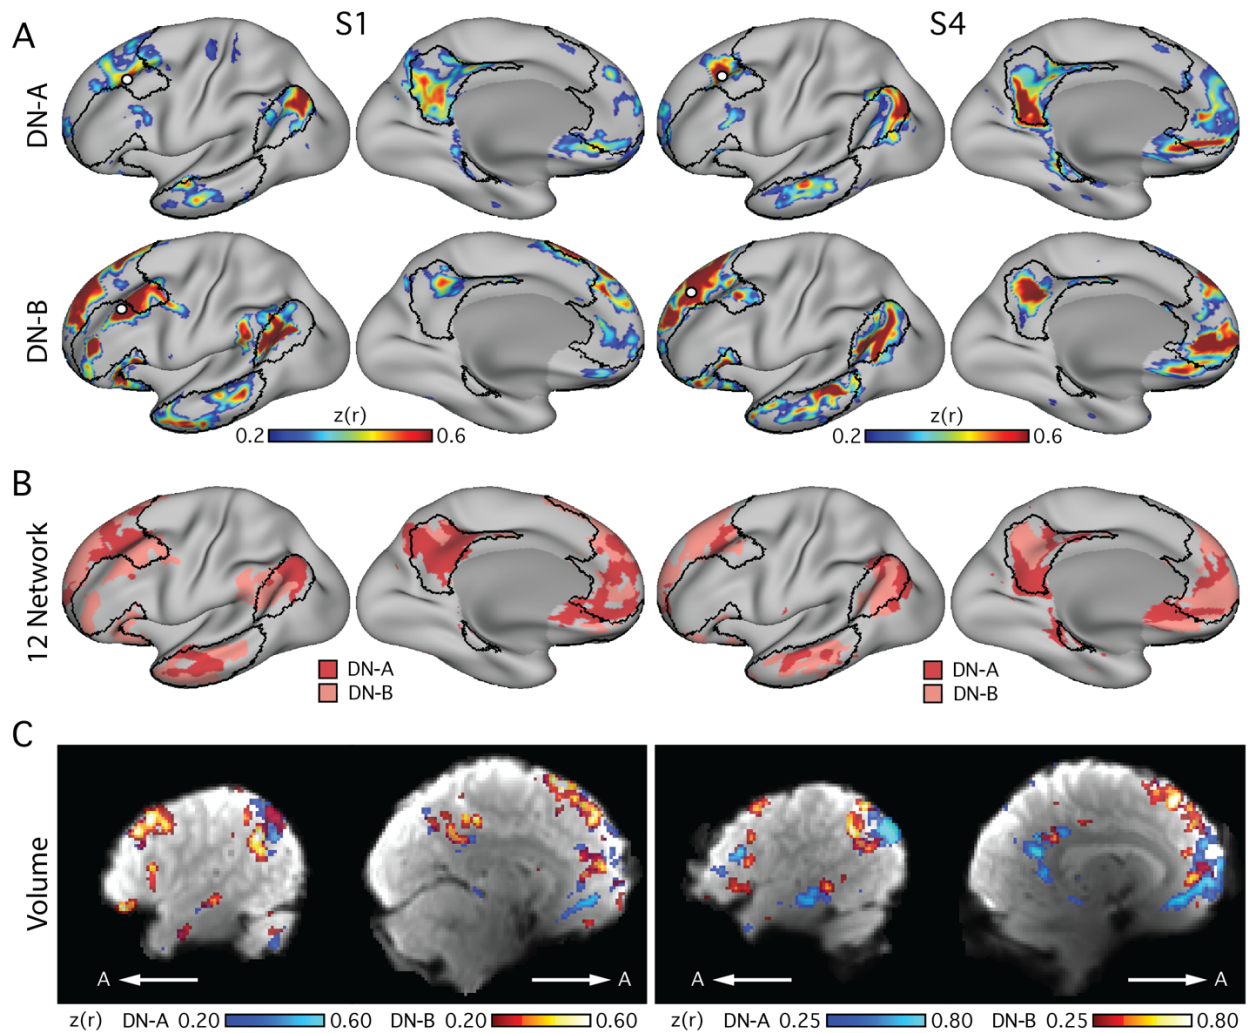 A
S1
S4
DN-A
DN-B
z(r)
0.2
0.6
z(r)
0.2
0.6
B
12 Network
DN-A
DN-B
DN-A
DN-B
C
Volume
A
A
A
A
z(r) DN-A 0.20 0.60 DN-B 0.20 0.60
z(r) DN-A 0.25 0.80 DN-B 0.25 0.80